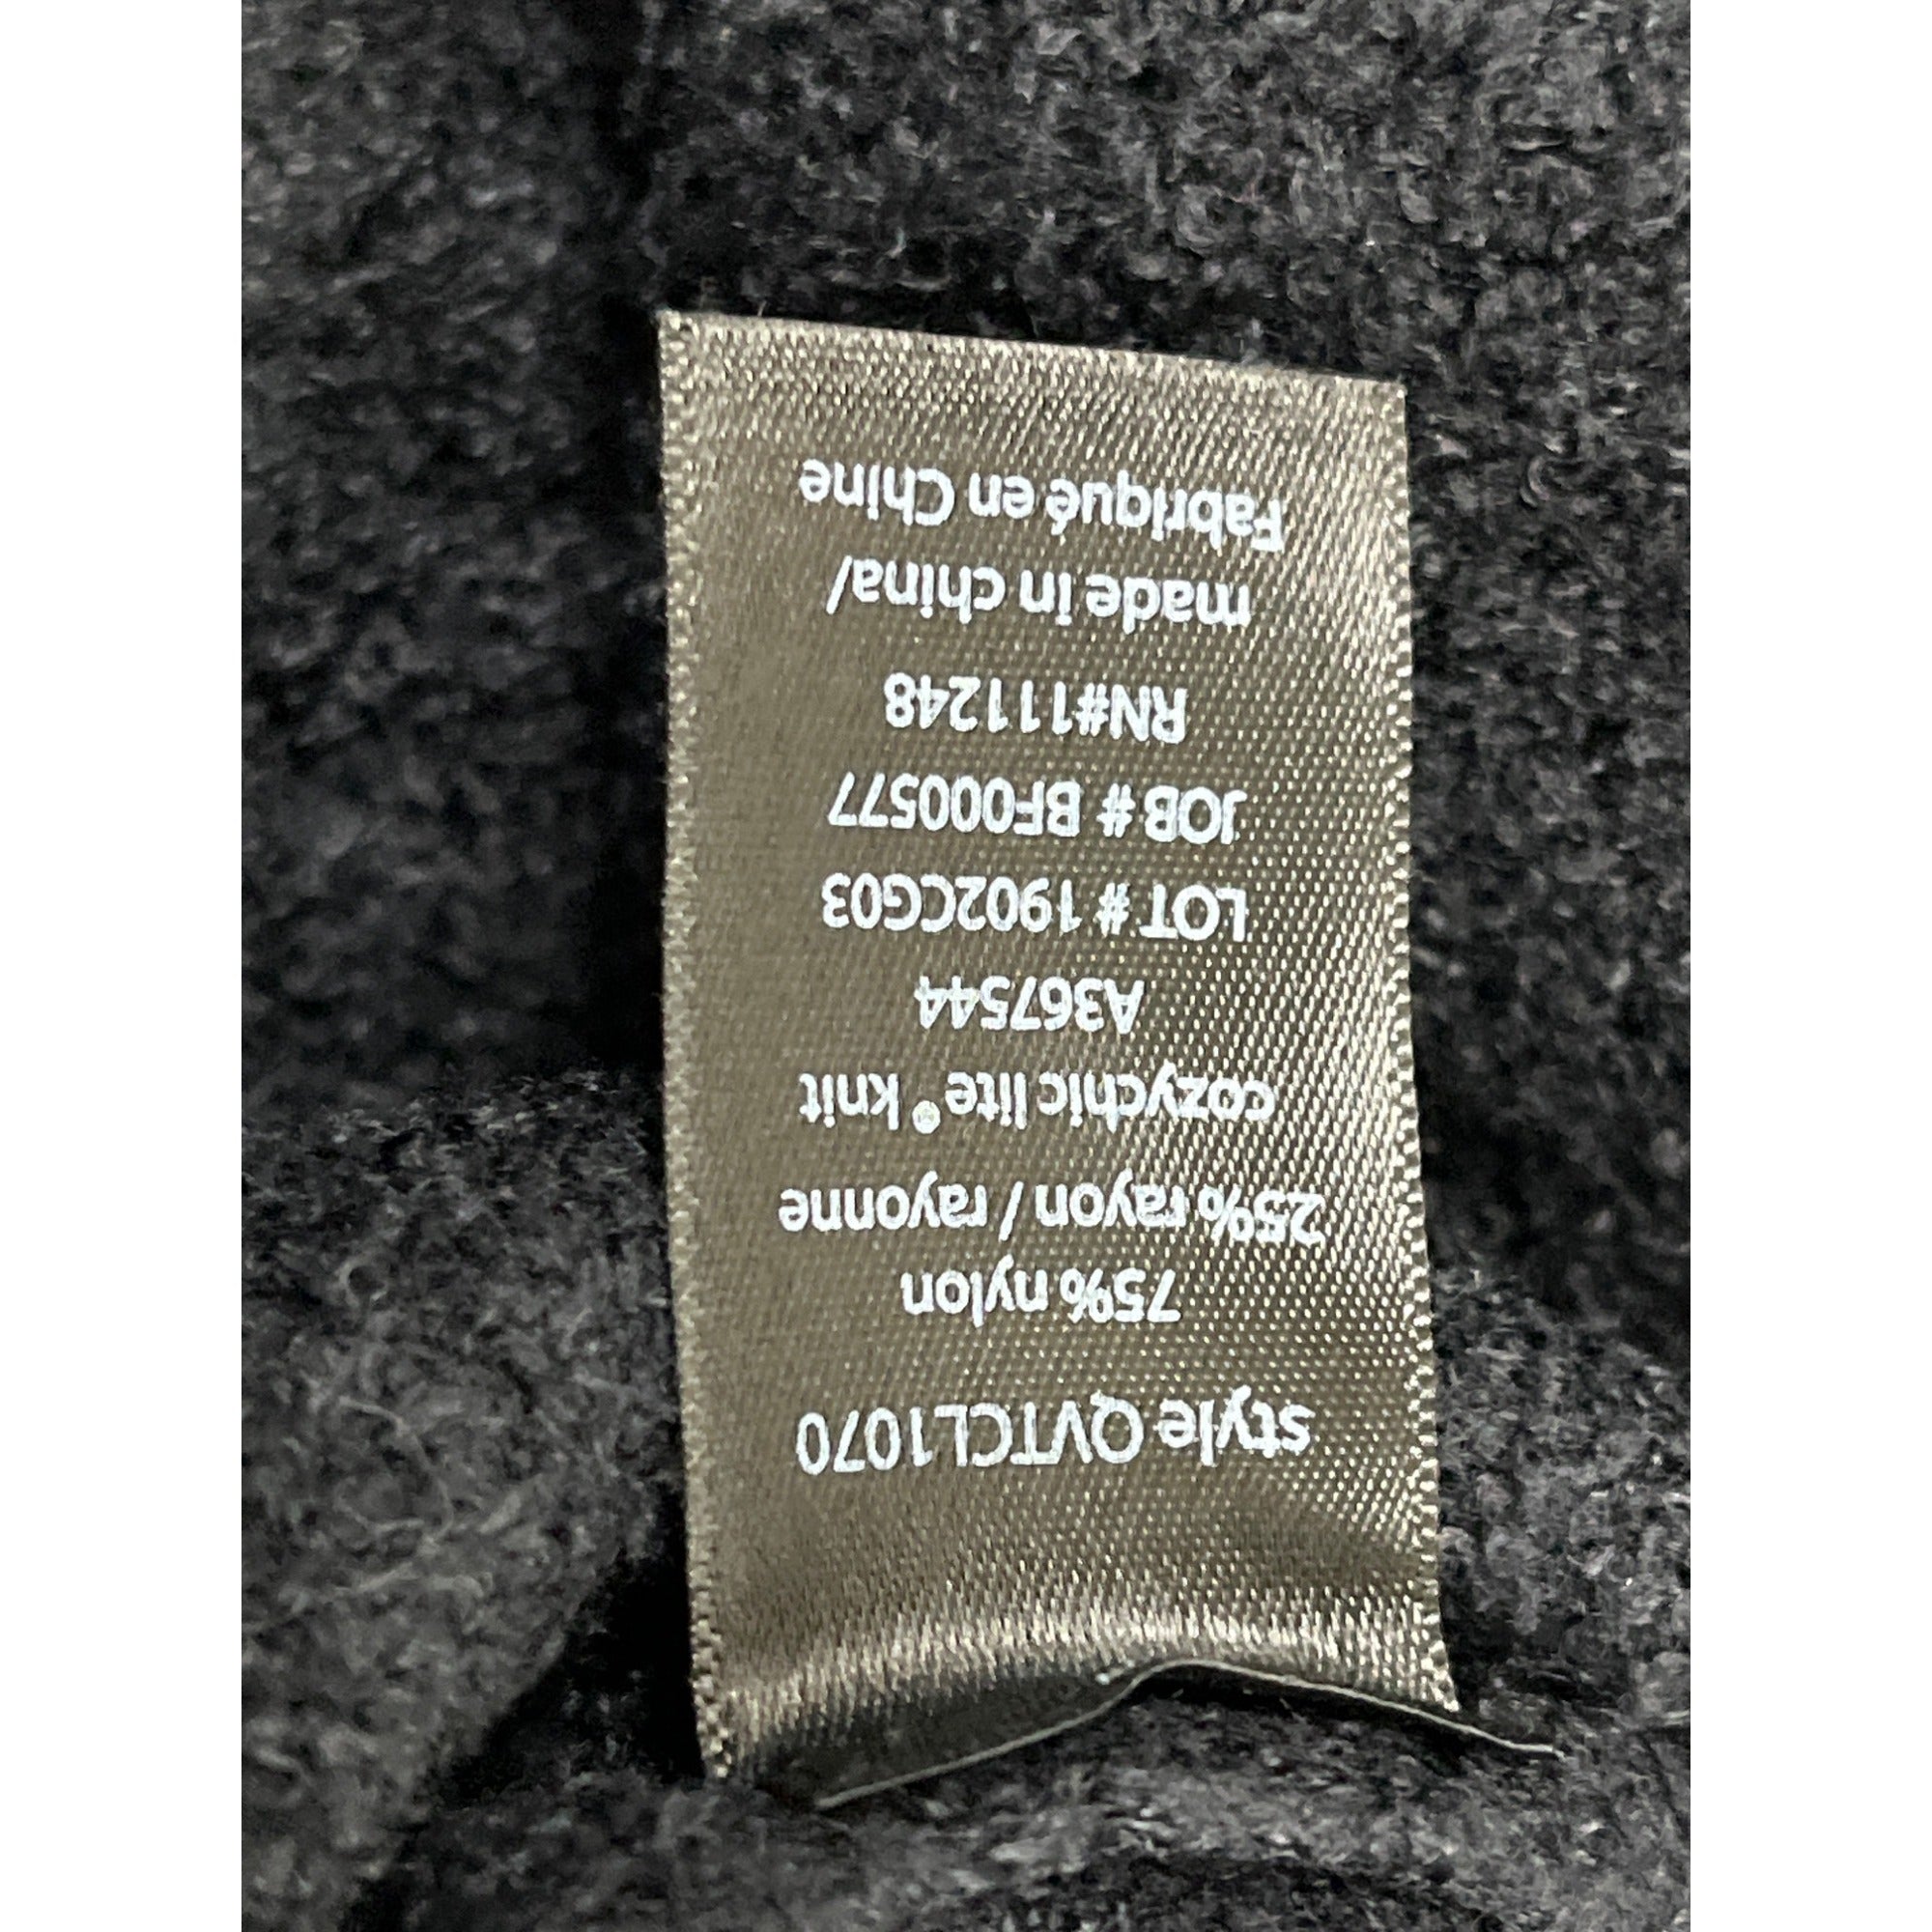 style QVTCL1070
75% nylon
25% rayon / rayonne
cozychic lite® knit
A367544
LOT # 1902CG03
JOB # BF000577
RN#111248
made in china/
Fabriqué en Chine